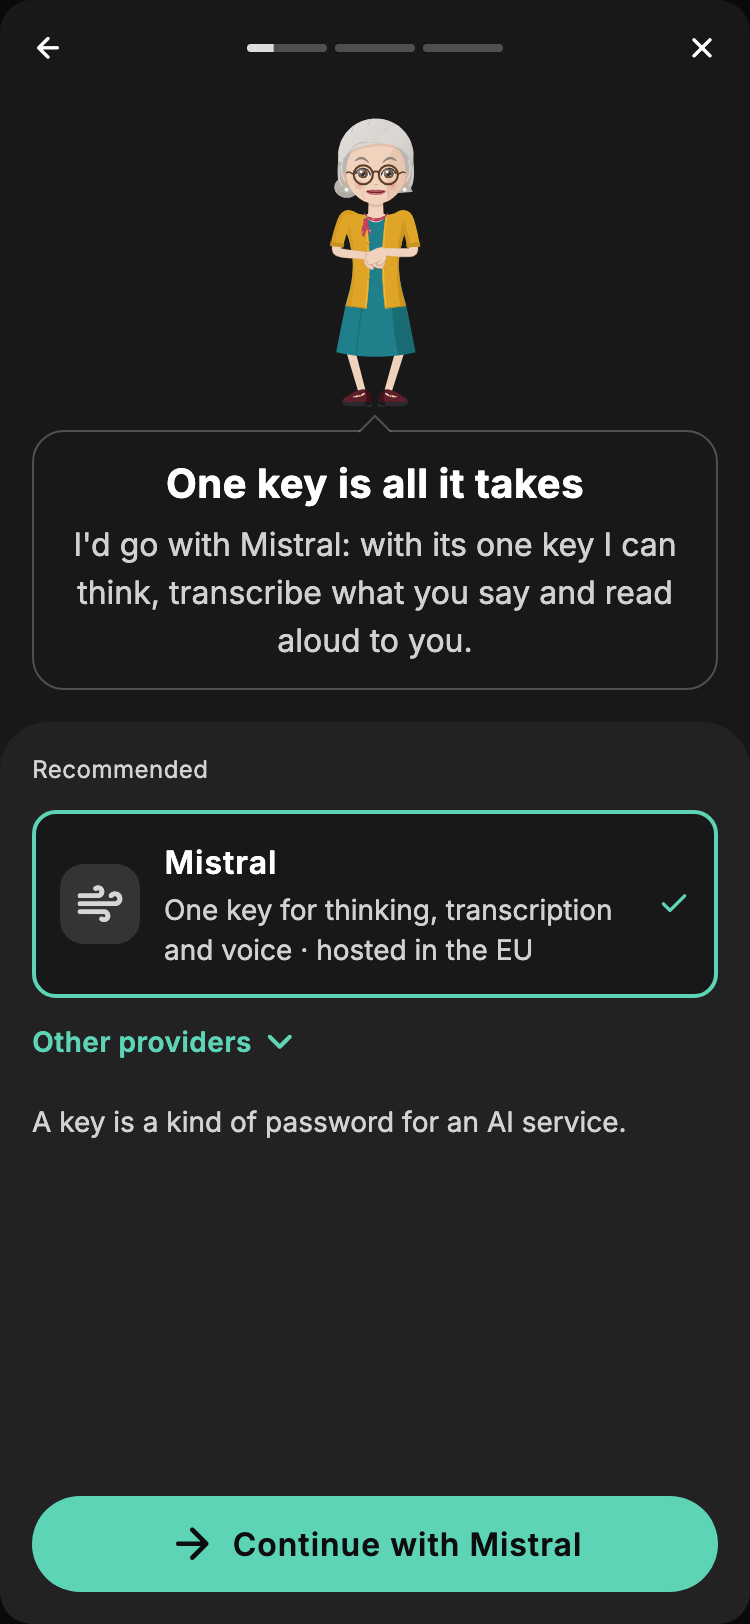 One key is all it takes
I'd go with Mistral: with its one key I can
think, transcribe what you say and read
aloud to you.
Recommended
Mistral
One key for thinking, transcription
and voice · hosted in the EU
Other providers
A key is a kind of password for an AI service.
Continue with Mistral